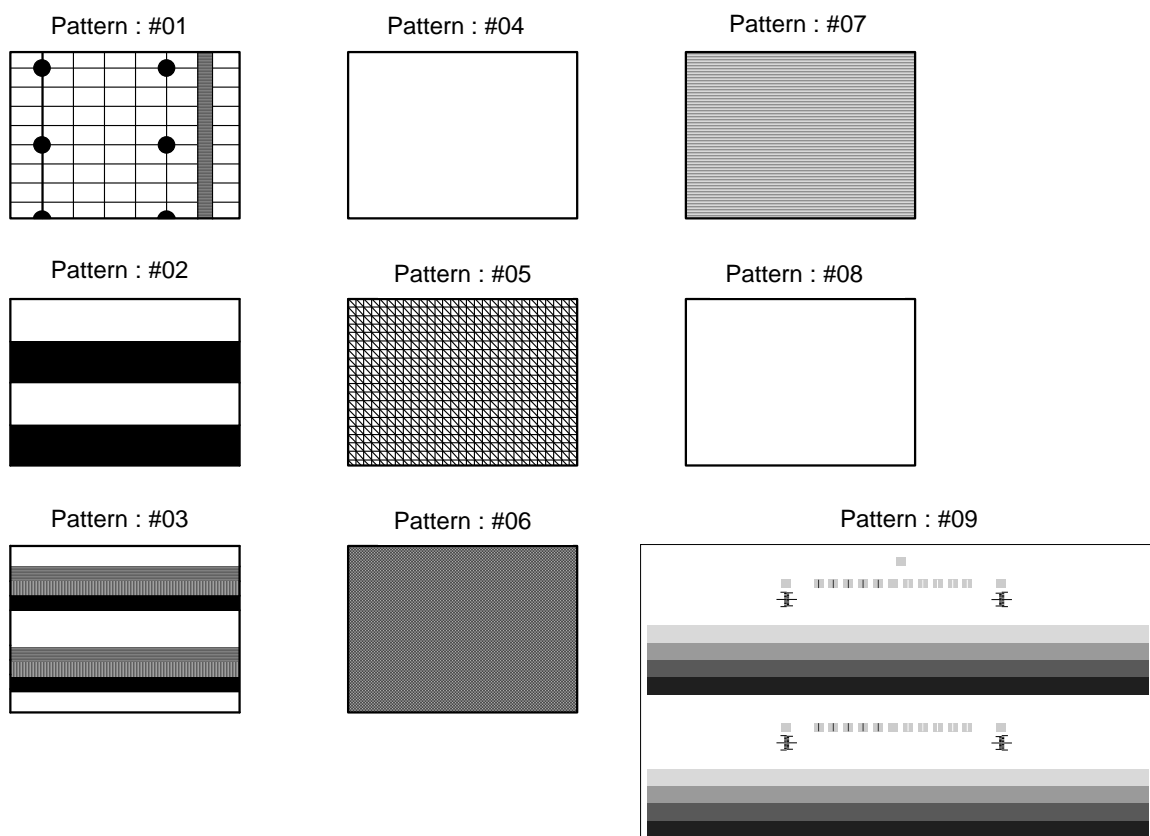 Pattern : #01
Pattern : #04
Pattern : #07
Pattern : #02
Pattern : #05
Pattern : #08
Pattern : #03
Pattern : #06
Pattern : #09